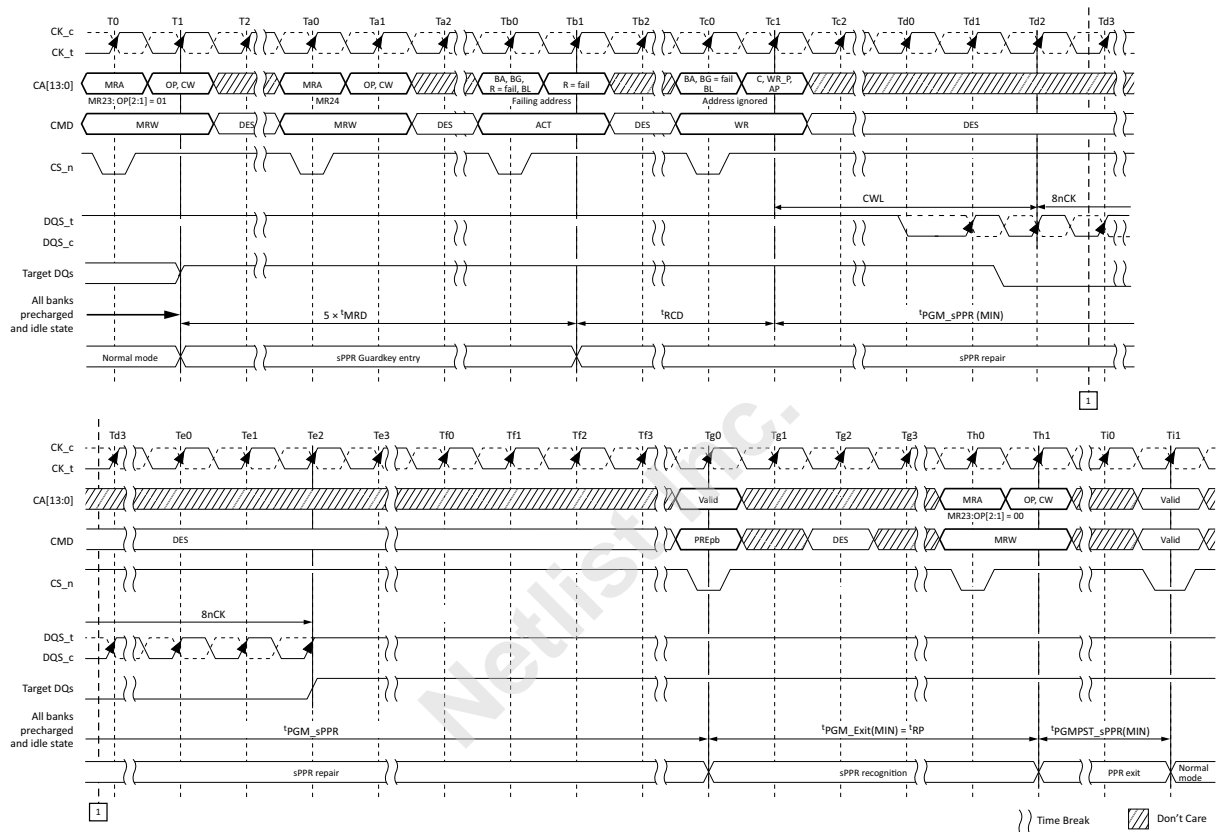 T0 T1 T2 Ta0 Ta1 Ta2 Tb0 Tb1 Tb2 Tc0 Tc1 Tc2 Td0 Td1 Td2 1 Td3
CK_c
CK_t
CA[13:0] MRA OP, CW MRA OP, CW BA, BG, R = fail, BL R = fail BA, BG = fail BL C, WR_P, AP
MR23: OP[2:1] = 01 MR24 Failing address Address ignored
CMD MRW DES MRW DES ACT DES WR DES
CS_n
CWL 8nCK
DQS_t
DQS_c
Target DQs
All banks
precharged
and idle state
5 × tMRD tRCD tPGM_sPPR (MIN)
Normal mode sPPR Guardkey entry sPPR repair
1
1 Td3 Te0 Te1 Te2 Te3 Tf0 Tf1 Tf2 Tf3 Tg0 Tg1 Tg2 Tg3 Th0 Th1 Ti0 Ti1
CK_c
CK_t
CA[13:0] Valid MRA OP, CW Valid
MR23:OP[2:1] = 00
CMD DES PREpb DES MRW Valid
CS_n
8nCK
DQS_t
DQS_c
Target DQs
All banks
precharged
and idle state
tPGM_sPPR tPGM_Exit(MIN) = tRP tPGMPST_sPPR(MIN)
sPPR repair sPPR recognition PPR exit Normal mode
1
Time Break Don't Care
Netlist Inc.